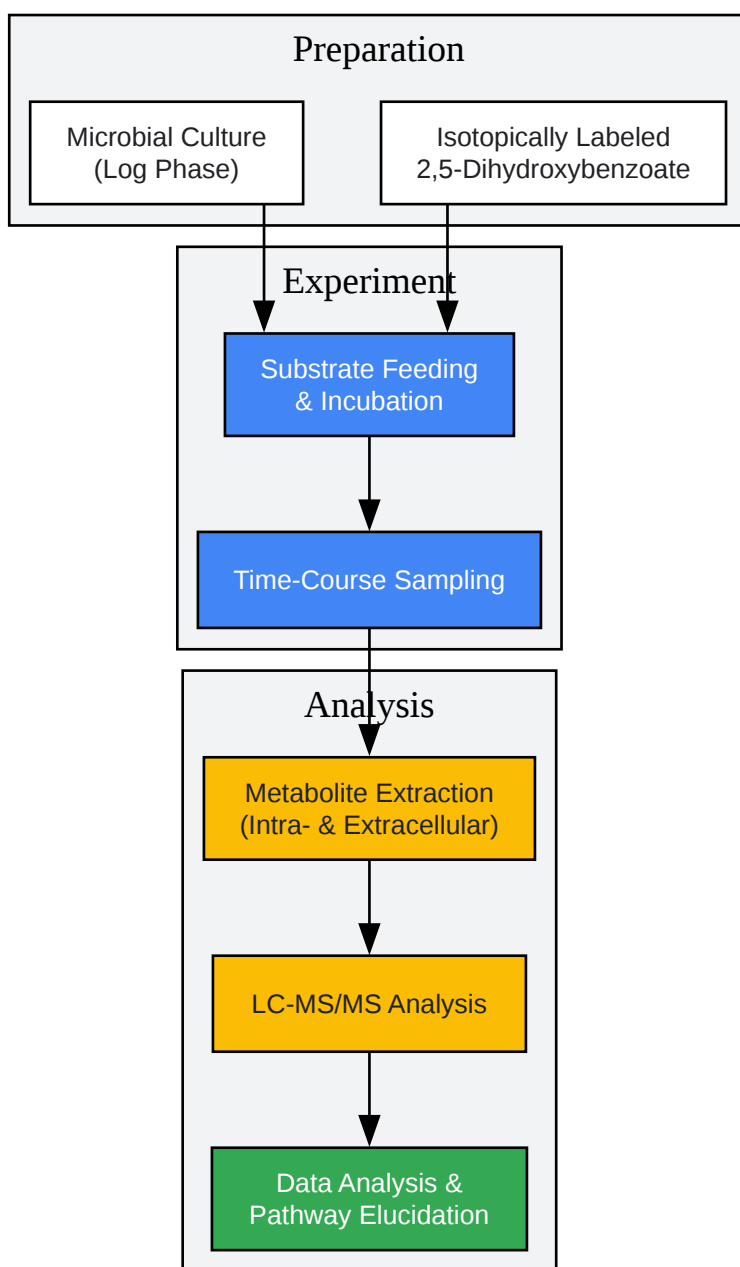 Preparation
Microbial Culture
(Log Phase)
Isotopically Labeled
2,5-Dihydroxybenzoate
Experiment
Substrate Feeding
& Incubation
Time-Course Sampling
Analysis
Metabolite Extraction
(Intra- & Extracellular)
LC-MS/MS Analysis
Data Analysis &
Pathway Elucidation